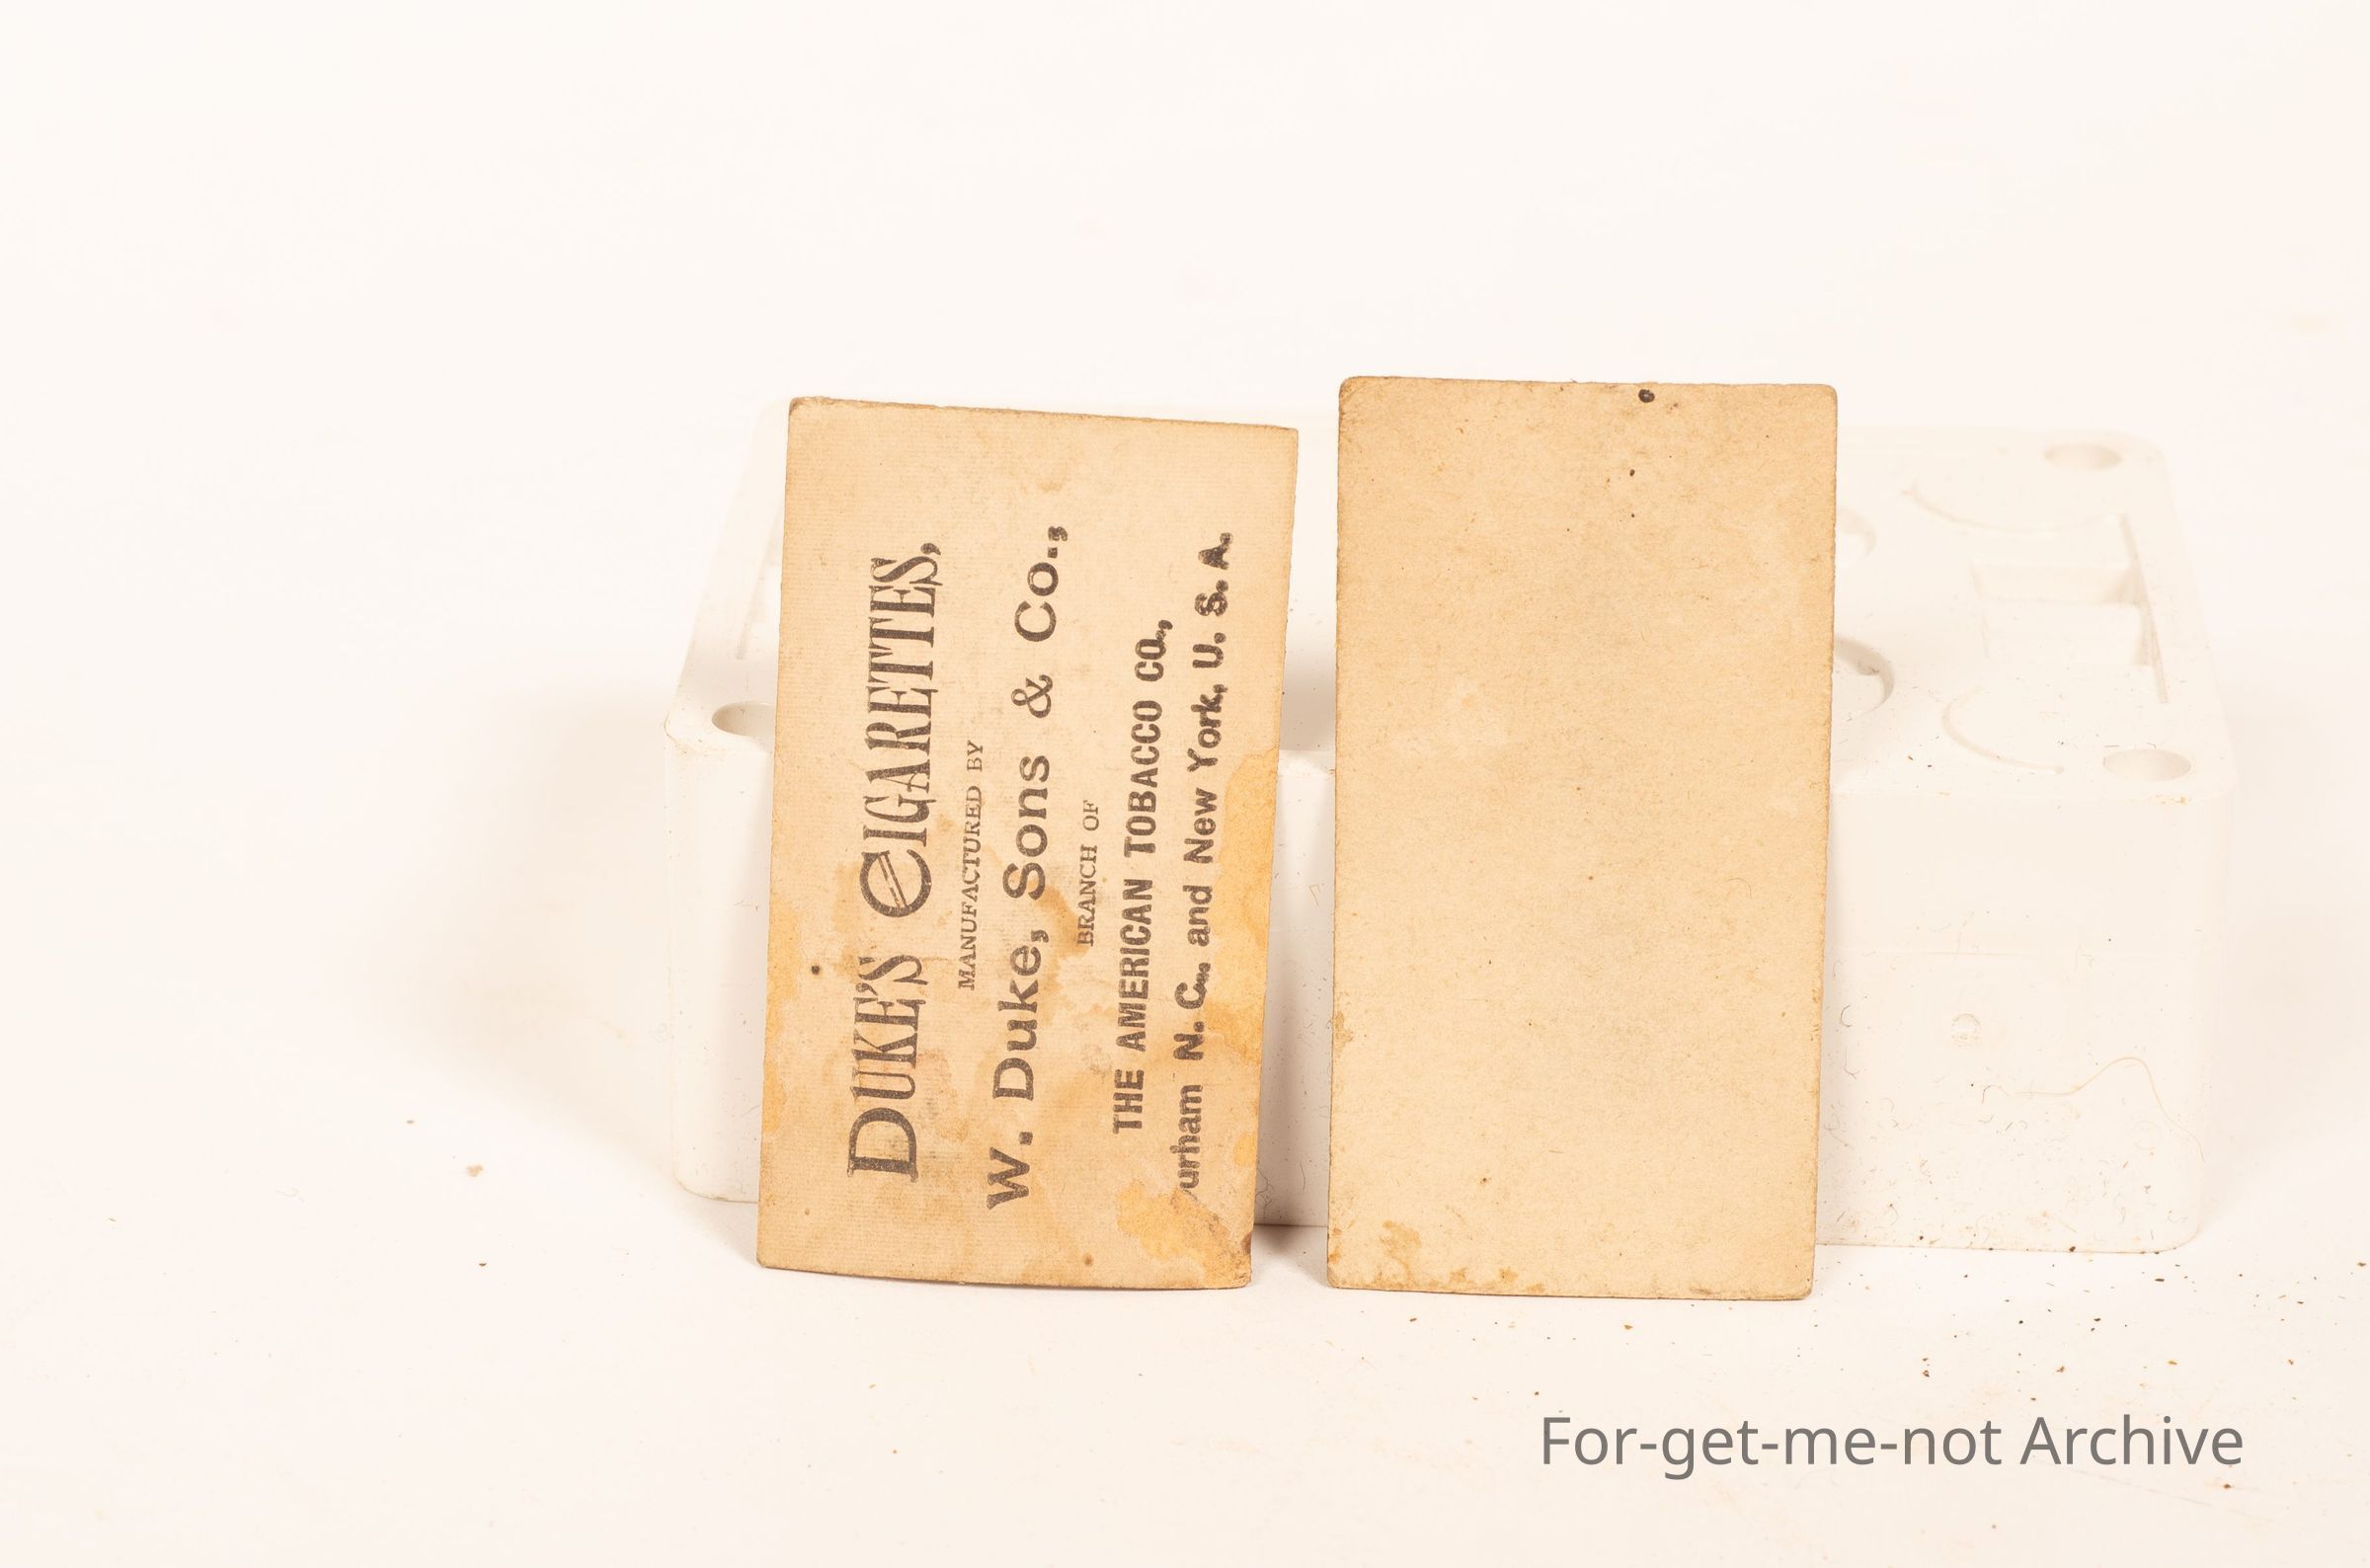 DUKE'S CIGARETTES,
MANUFACTURED BY
W. Duke, Sons & Co.,
BRANCH OF
THE AMERICAN TOBACCO CO.,
urham N. C., and New York, U. S. A.
For-get-me-not Archive